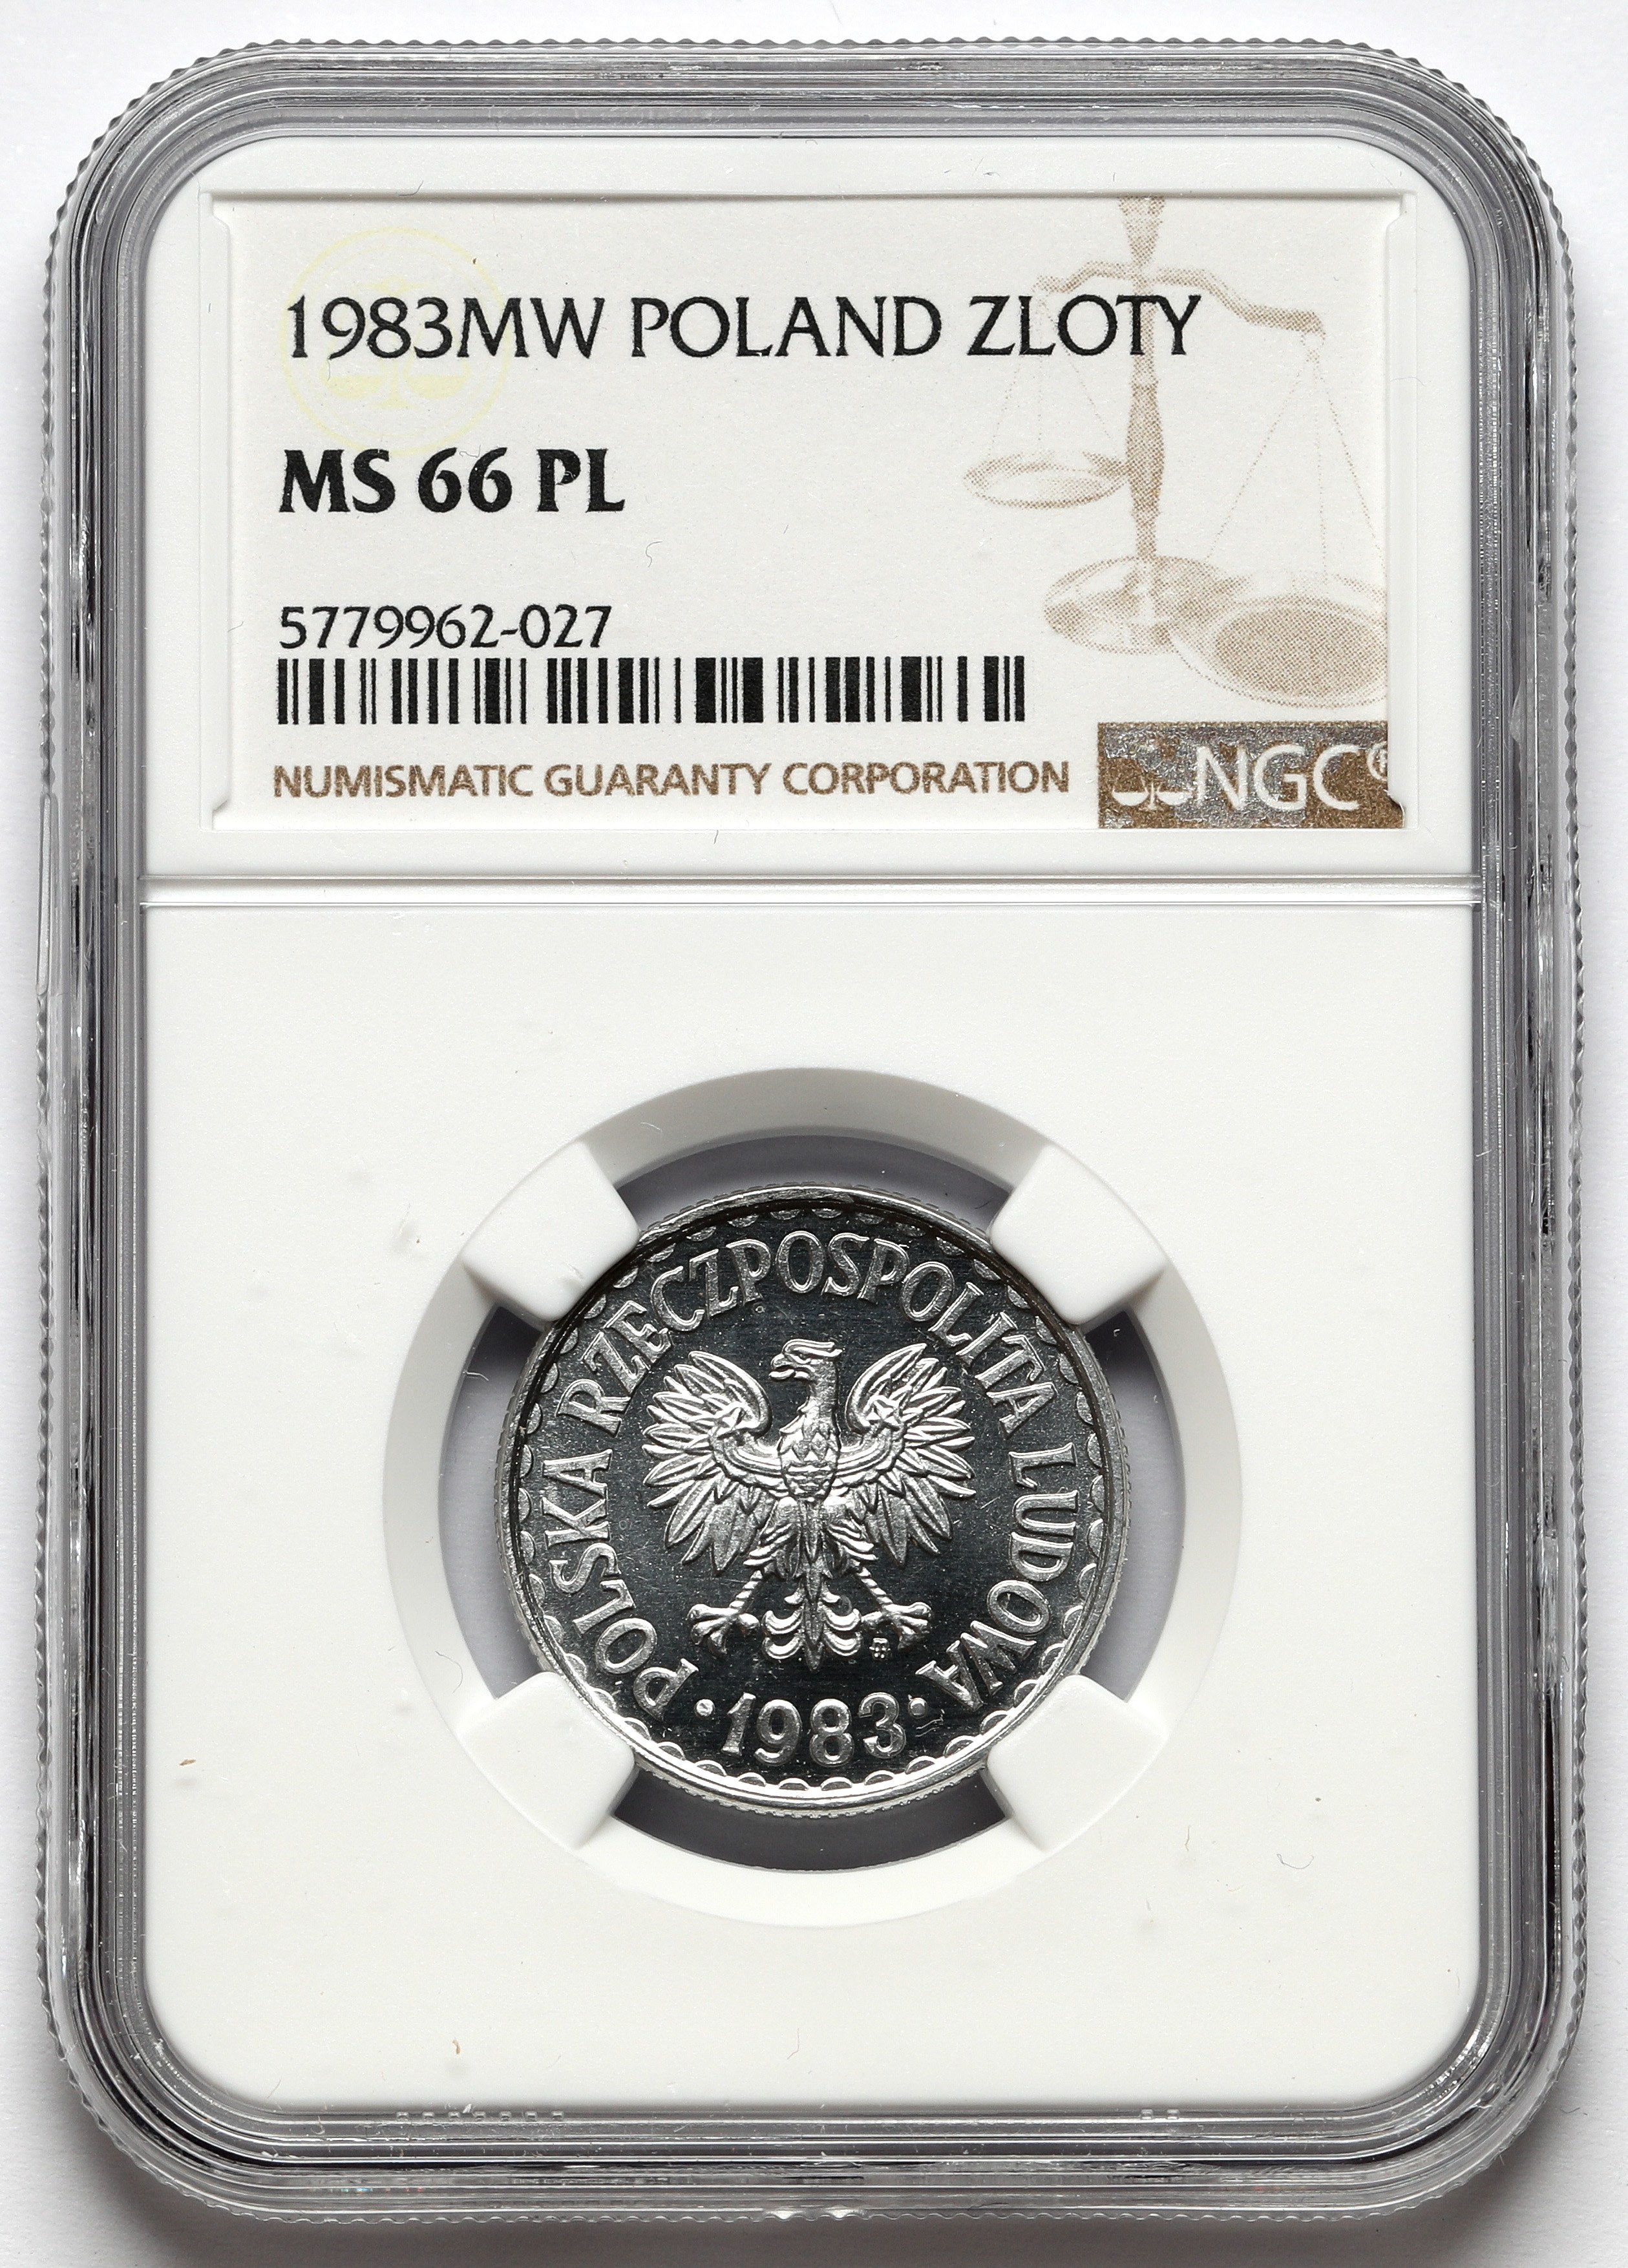 1983MW POLAND ZLOTY
MS 66 PL
5779962-027
NUMISMATIC GUARANTY CORPORATION
NGC®
POLSKA RZECZPOSPOLITA LUDOWA
·1983·